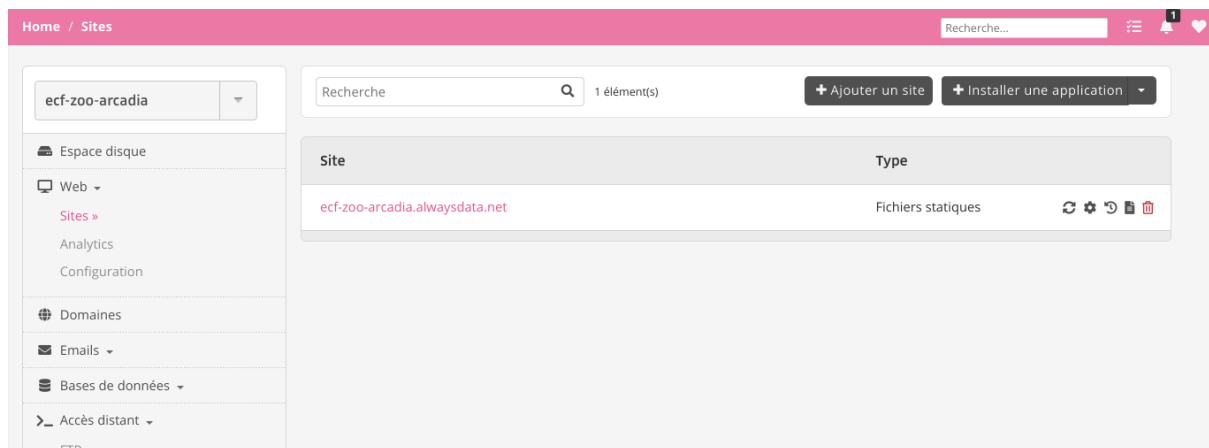 Home / Sites
Recherche...
1
ecf-zoo-arcadia
Recherche
1 élément(s)
+ Ajouter un site
+ Installer une application
Espace disque
Web
Sites »
Analytics
Configuration
Domaines
Emails
Bases de données
Accès distant
FTP
Site
Type
ecf-zoo-arcadia.alwaysdata.net
Fichiers statiques